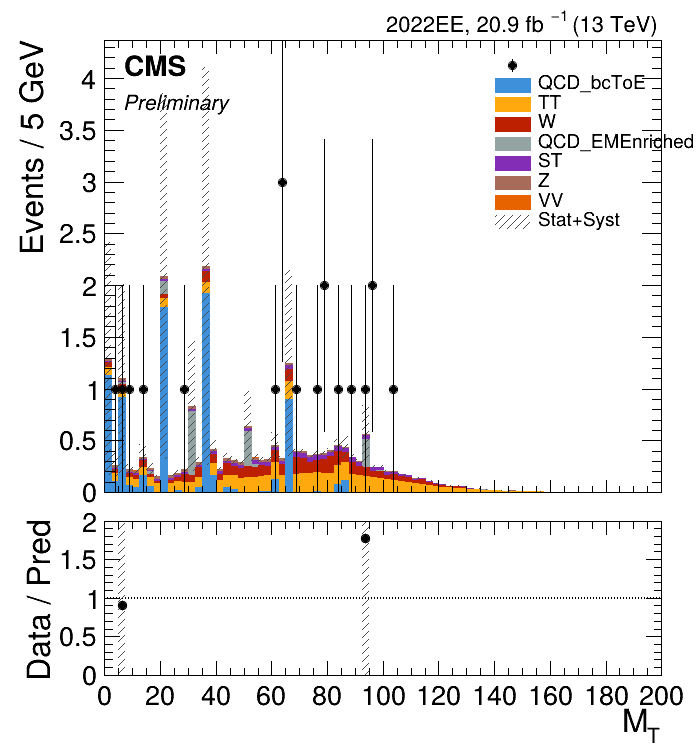 2022EE, 20.9 fb⁻¹ (13 TeV)
CMS
Preliminary
QCD_bcToE
TT
W
QCD_EMEnriched
ST
Z
VV
Stat+Syst
Events / 5 GeV
4
3.5
3
2.5
2
1.5
1
0.5
0
Data / Pred
2
1.5
1
0.5
0
0 20 40 60 80 100 120 140 160 180 200
M_T